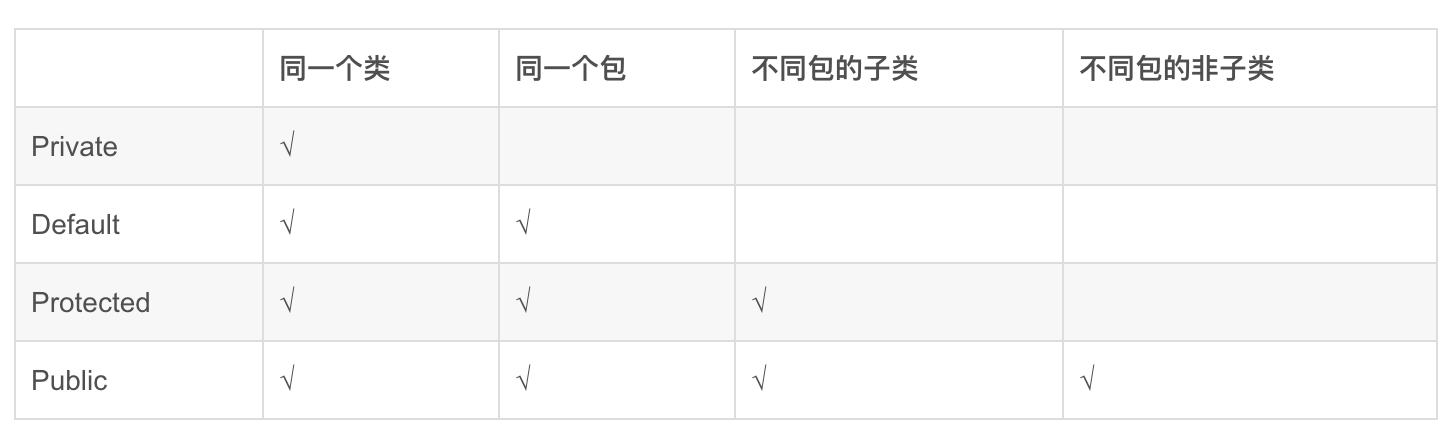 同一个类 同一个包 不同包的子类 不同包的非子类
Private √
Default √ √
Protected √ √ √
Public √ √ √ √